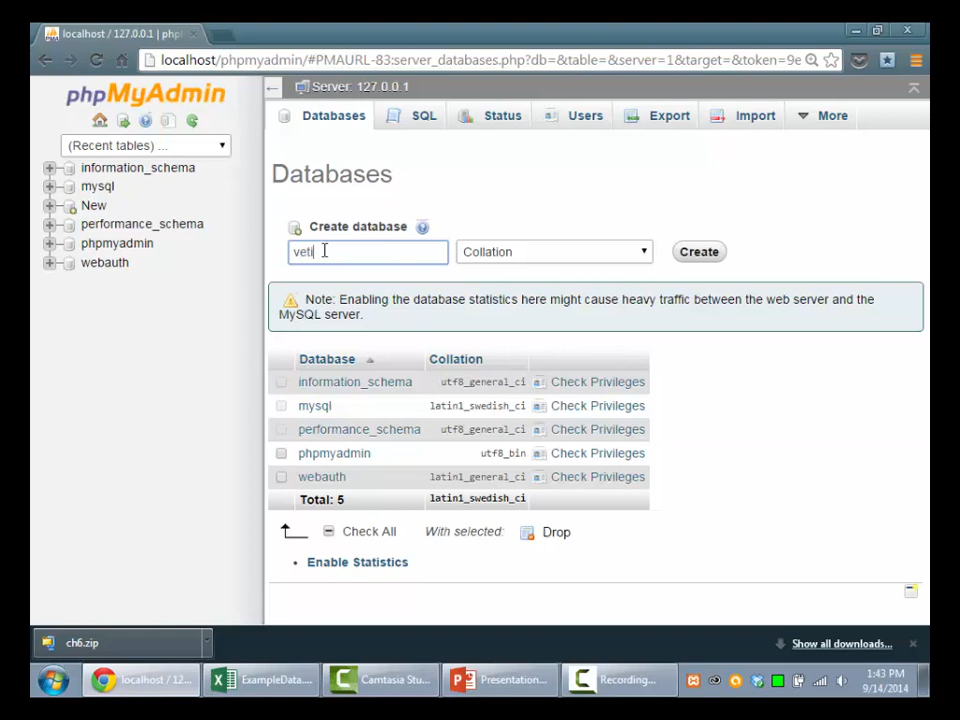 localhost / 127.0.0.1 | php
localhost/phpmyadmin/#PMAURL-83:server_databases.php?db=&table=&server=1&target=&token=9e
phpMyAdmin
(Recent tables) ...
information_schema
mysql
New
performance_schema
phpmyadmin
webauth
Server: 127.0.0.1
Databases SQL Status Users Export Import More
Databases
Create database
veti Collation Create
Note: Enabling the database statistics here might cause heavy traffic between the web server and the
MySQL server.
Database Collation
information_schema utf8_general_ci Check Privileges
mysql latin1_swedish_ci Check Privileges
performance_schema utf8_general_ci Check Privileges
phpmyadmin utf8_bin Check Privileges
webauth latin1_general_ci Check Privileges
Total: 5 latin1_swedish_ci
Check All With selected: Drop
Enable Statistics
ch6.zip Show all downloads...
localhost / 12... ExampleData.... Camtasia Stu... Presentation... Recording...
1:43 PM
9/14/2014